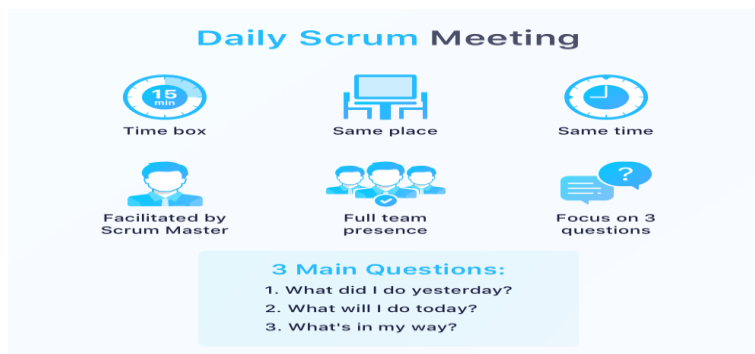 Daily Scrum Meeting
15
min
Time box
Same place
Same time
Facilitated by
Scrum Master
Full team
presence
?
Focus on 3
questions
3 Main Questions:
1. What did I do yesterday?
2. What will I do today?
3. What's in my way?